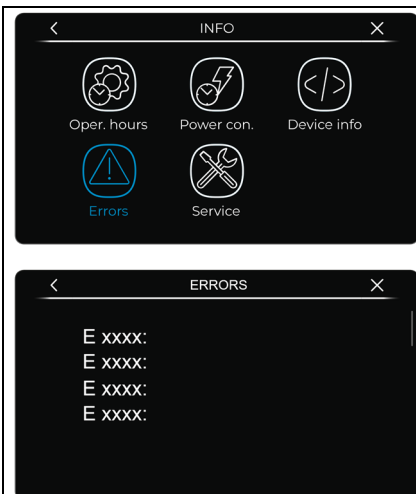 INFO
Oper. hours Power con. Device info
Errors Service
ERRORS
E xxxx:
E xxxx:
E xxxx:
E xxxx: